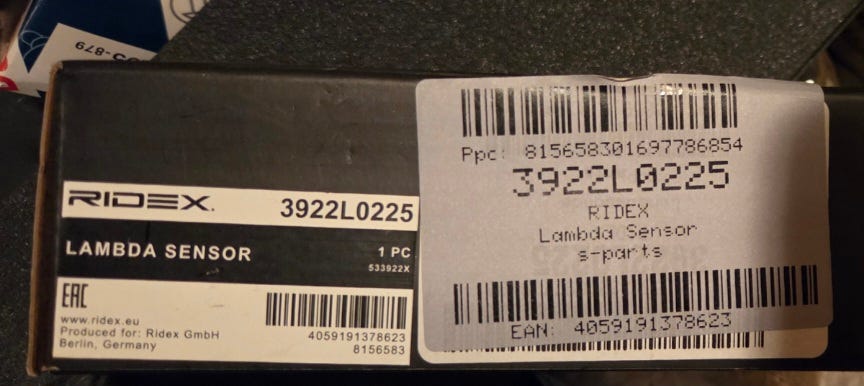 RIDEX.
3922L0225
LAMBDA SENSOR
1 PC
533922X
EAC
www.ridex.eu
Produced for: Ridex GmbH
Berlin, Germany
4059191378623
8156583
Ppc: 815658301697786854
3922L0225
RIDEX
Lambda Sensor
s-parts
EAN: 4059191378623